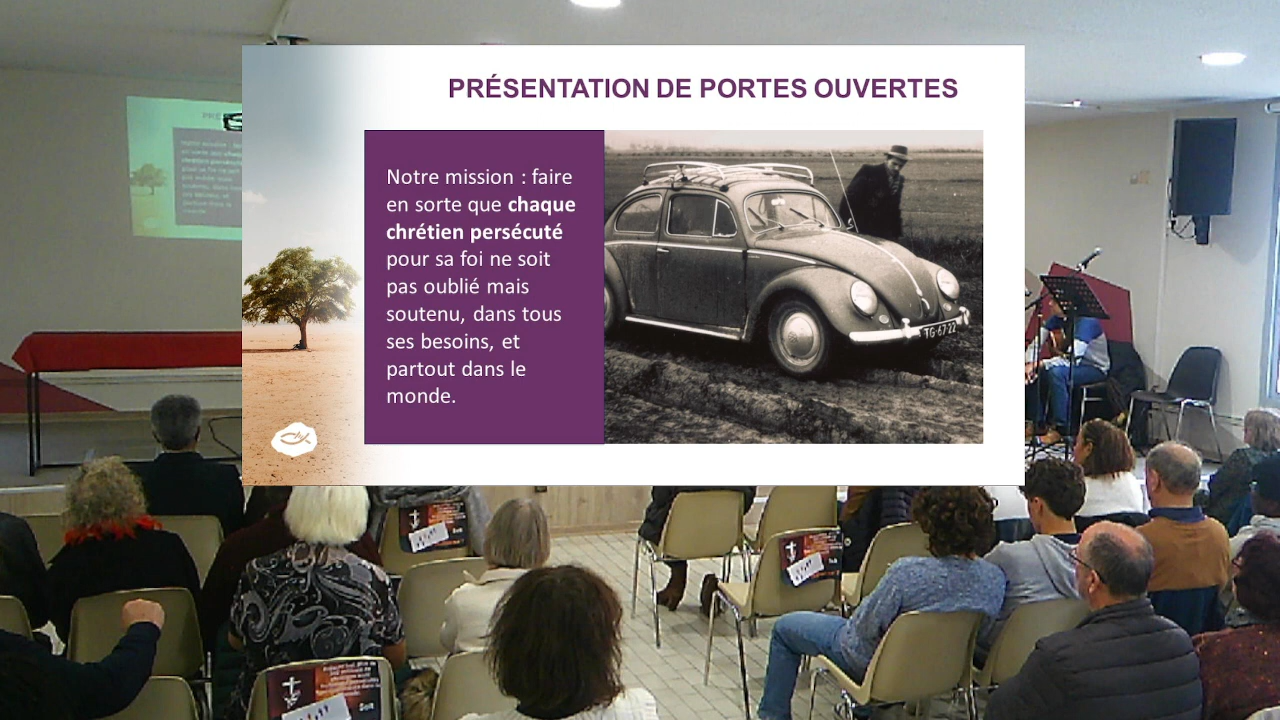 PRÉSENTATION DE PORTES OUVERTES
Notre mission : faire
en sorte que chaque
chrétien persécuté
pour sa foi ne soit
pas oublié mais
soutenu, dans tous
ses besoins, et
partout dans le
monde.
TG-67-22